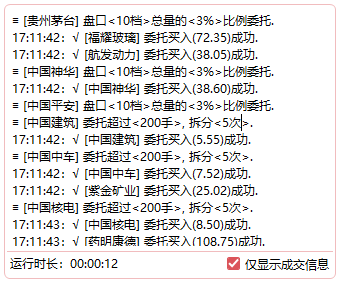 ≡ [贵州茅台] 盘口<10档>总量的<3%>比例委托.
17:11:42：√ [福耀玻璃] 委托买入(72.35)成功.
17:11:42：√ [航发动力] 委托买入(38.05)成功.
≡ [中国神华] 盘口<10档>总量的<3%>比例委托.
17:11:42：√ [中国神华] 委托买入(38.60)成功.
≡ [中国平安] 盘口<10档>总量的<3%>比例委托.
≡ [中国建筑] 委托超过<200手>, 拆分<5次>.
17:11:42：√ [中国建筑] 委托买入(5.55)成功.
≡ [中国中车] 委托超过<200手>, 拆分<5次>.
17:11:42：√ [中国中车] 委托买入(7.52)成功.
17:11:42：√ [紫金矿业] 委托买入(25.02)成功.
≡ [中国核电] 委托超过<200手>, 拆分<5次>.
17:11:43：√ [中国核电] 委托买入(8.50)成功.
17:11:43：√ [药明康德] 委托买入(108.75)成功.
运行时长：00:00:12
仅显示成交信息